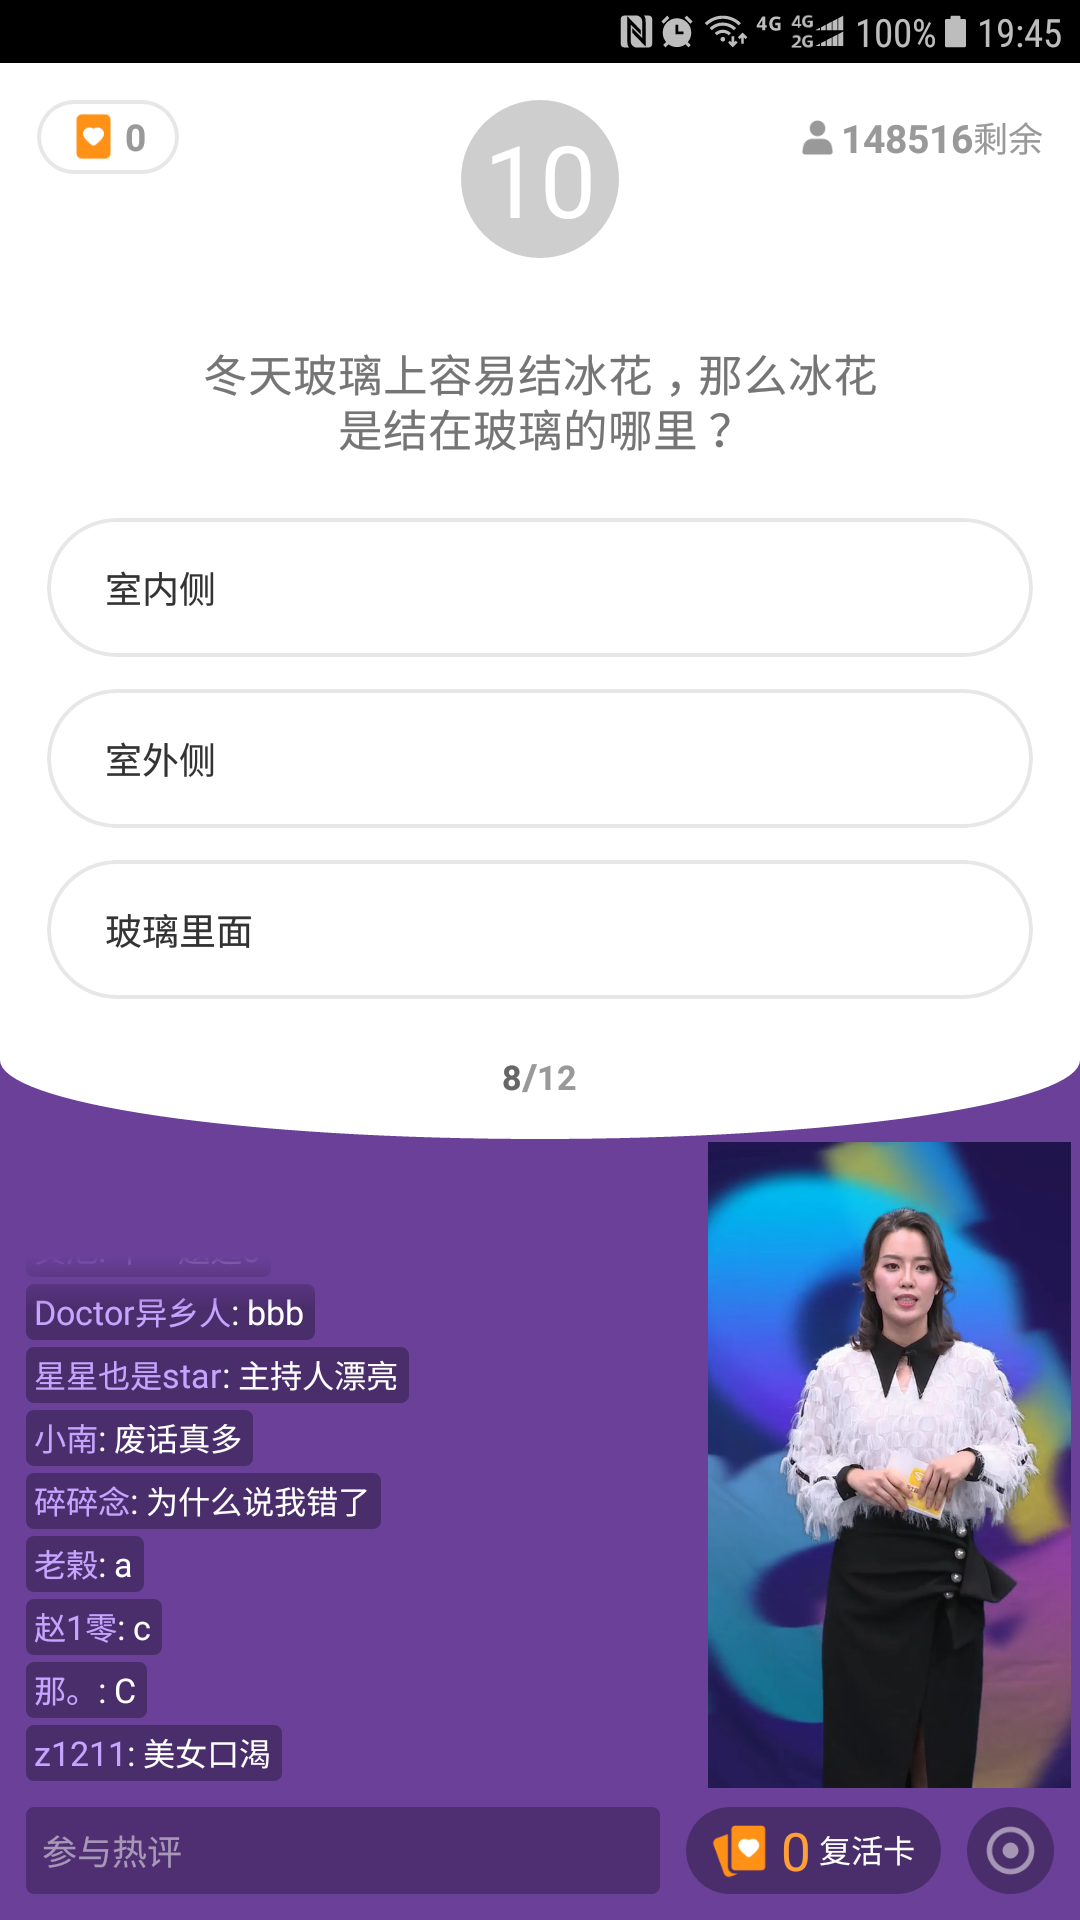 4G 4G 2G 100% 19:45
0
10
148516剩余
冬天玻璃上容易结冰花，那么冰花
是结在玻璃的哪里？
室内侧
室外侧
玻璃里面
8/12
Doctor异乡人: bbb
星星也是star: 主持人漂亮
小南: 废话真多
碎碎念: 为什么说我错了
老榖: a
赵1零: c
那。: C
z1211: 美女口渴
参与热评
0 复活卡